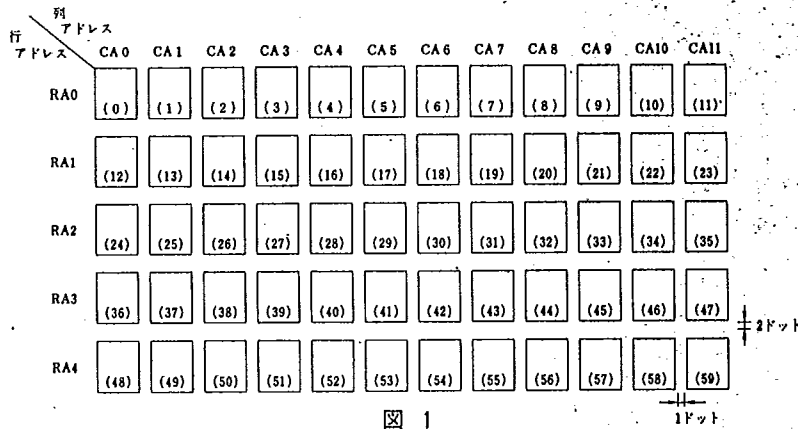 列
アドレス
行
アドレス
CA0 CA1 CA2 CA3 CA4 CA5 CA6 CA7 CA8 CA9 CA10 CA11
RA0 (0) (1) (2) (3) (4) (5) (6) (7) (8) (9) (10) (11)
RA1 (12) (13) (14) (15) (16) (17) (18) (19) (20) (21) (22) (23)
RA2 (24) (25) (26) (27) (28) (29) (30) (31) (32) (33) (34) (35)
RA3 (36) (37) (38) (39) (40) (41) (42) (43) (44) (45) (46) (47)
2ドット
RA4 (48) (49) (50) (51) (52) (53) (54) (55) (56) (57) (58) (59)
1ドット
図 1